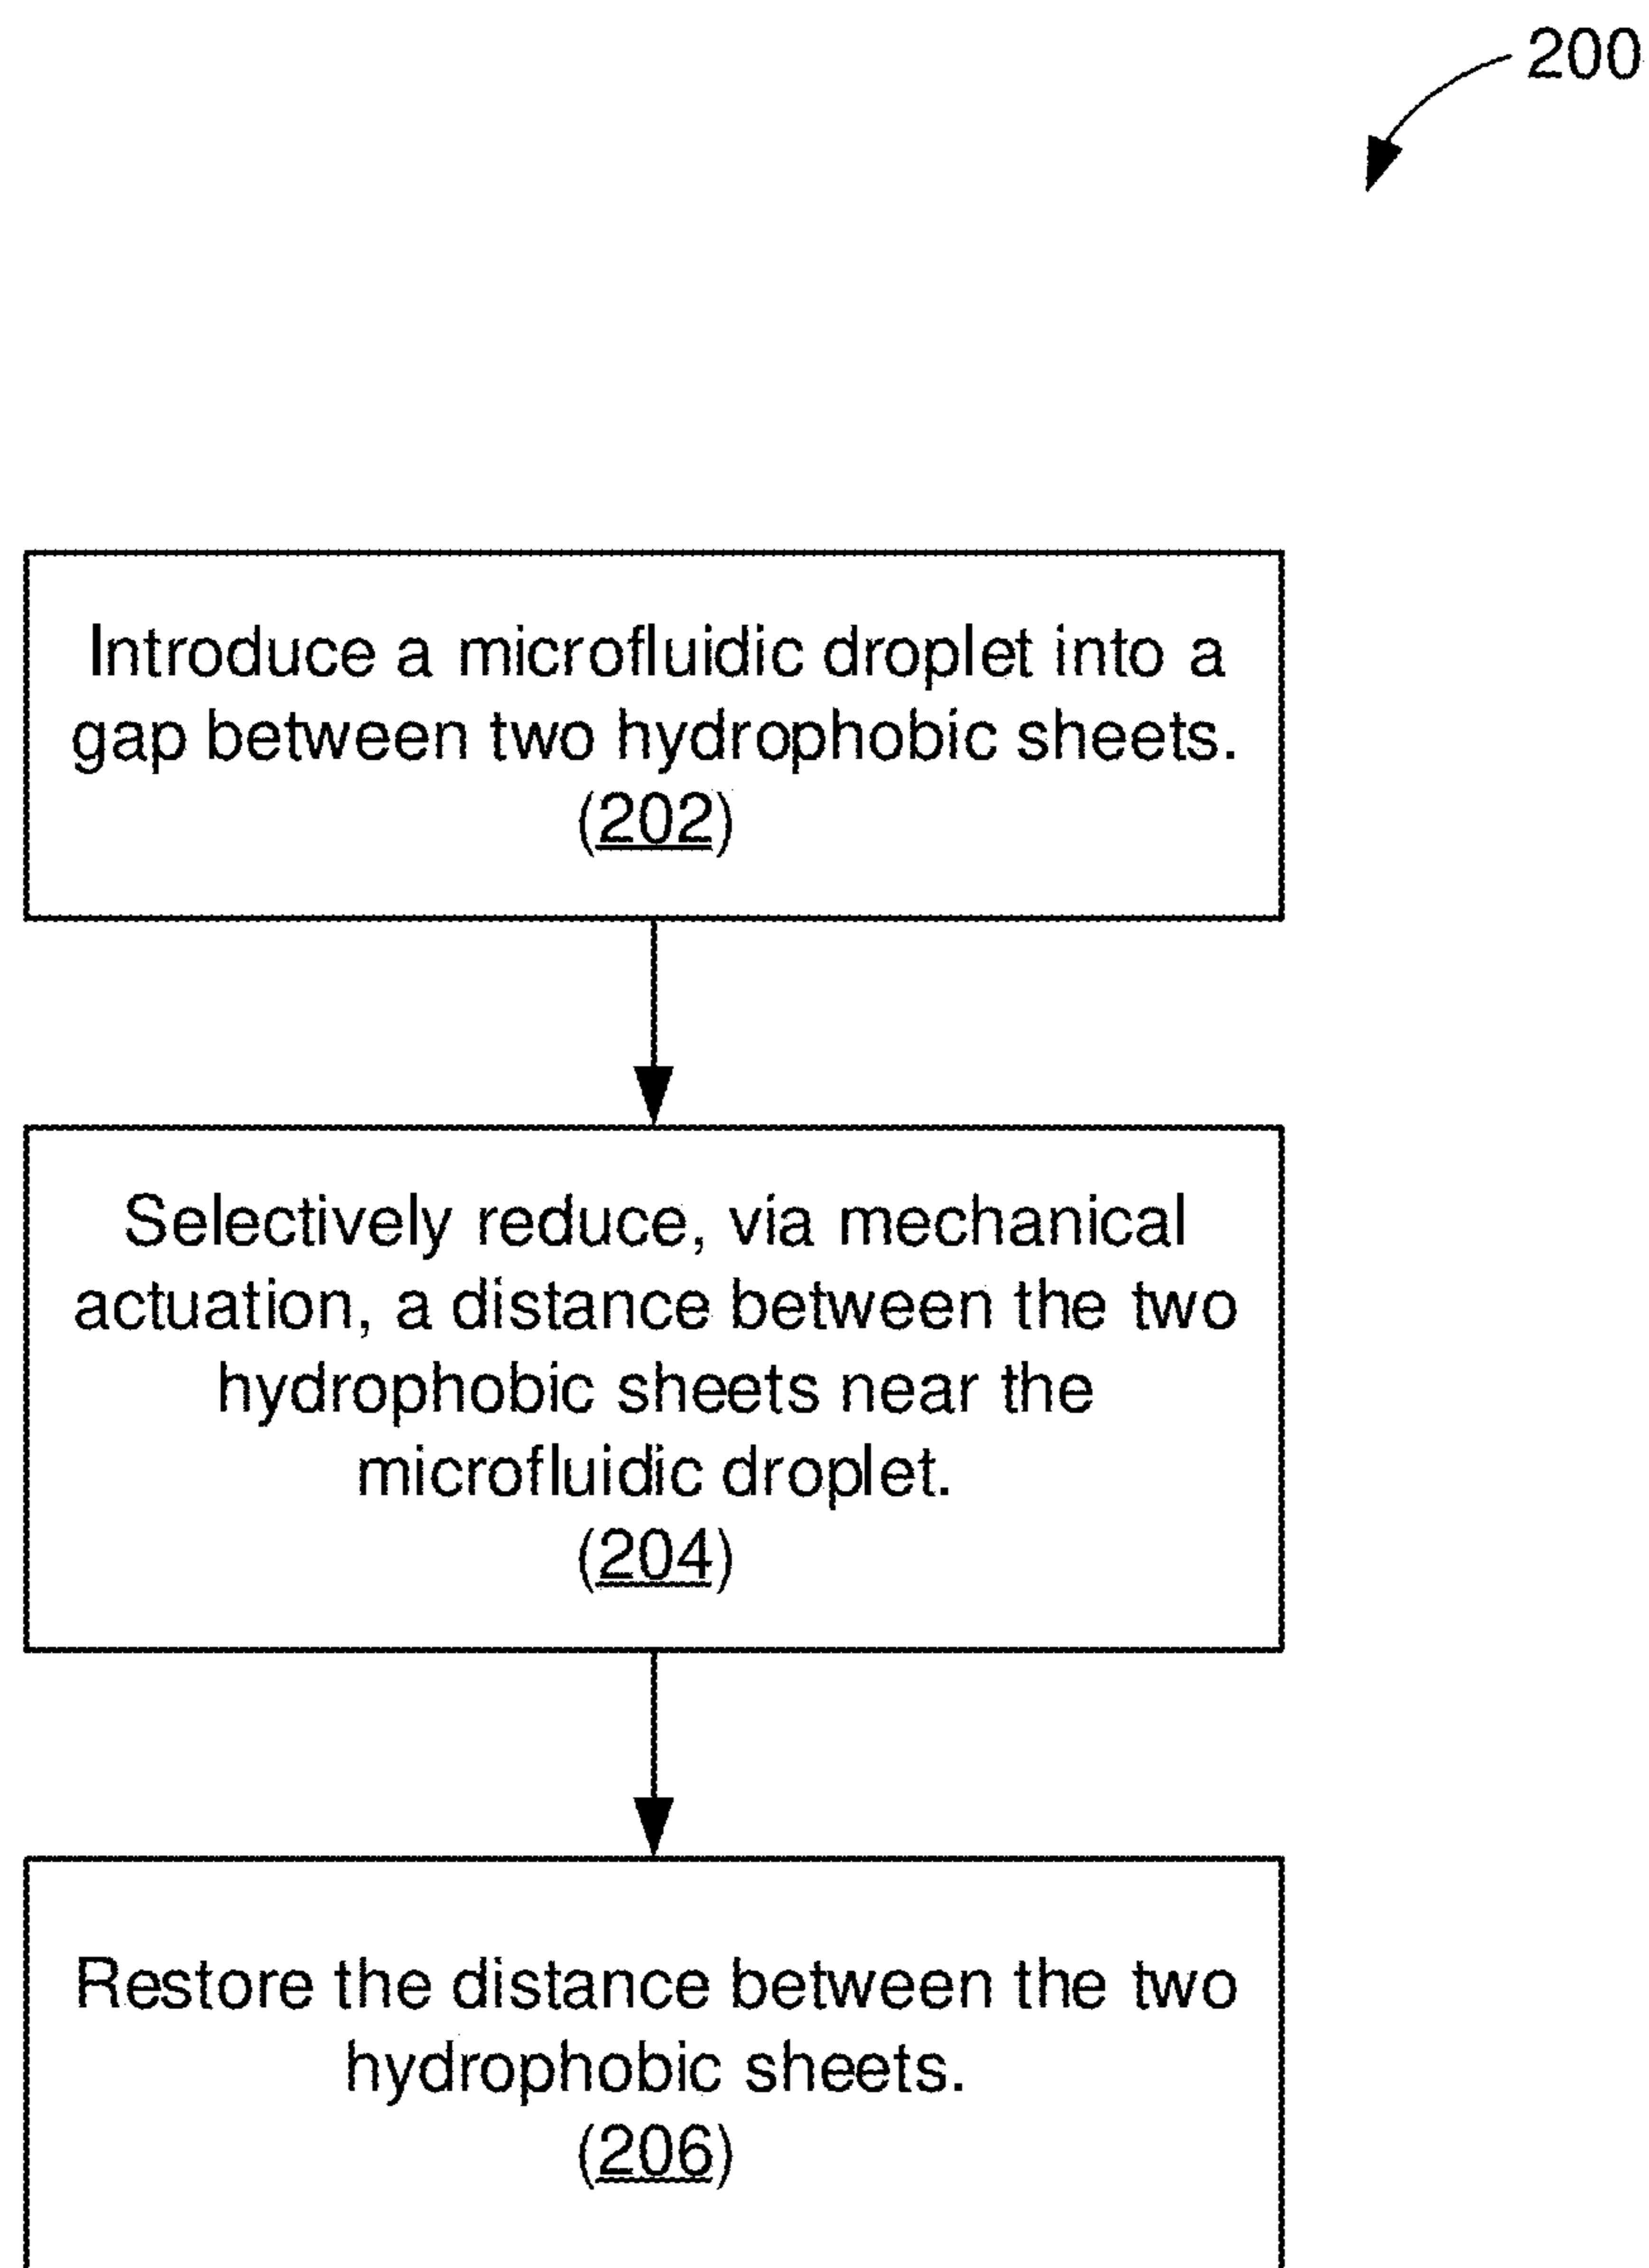 200
Introduce a microfluidic droplet into a
gap between two hydrophobic sheets.
(202)
Selectively reduce, via mechanical
actuation, a distance between the two
hydrophobic sheets near the
microfluidic droplet.
(204)
Restore the distance between the two
hydrophobic sheets.
(206)